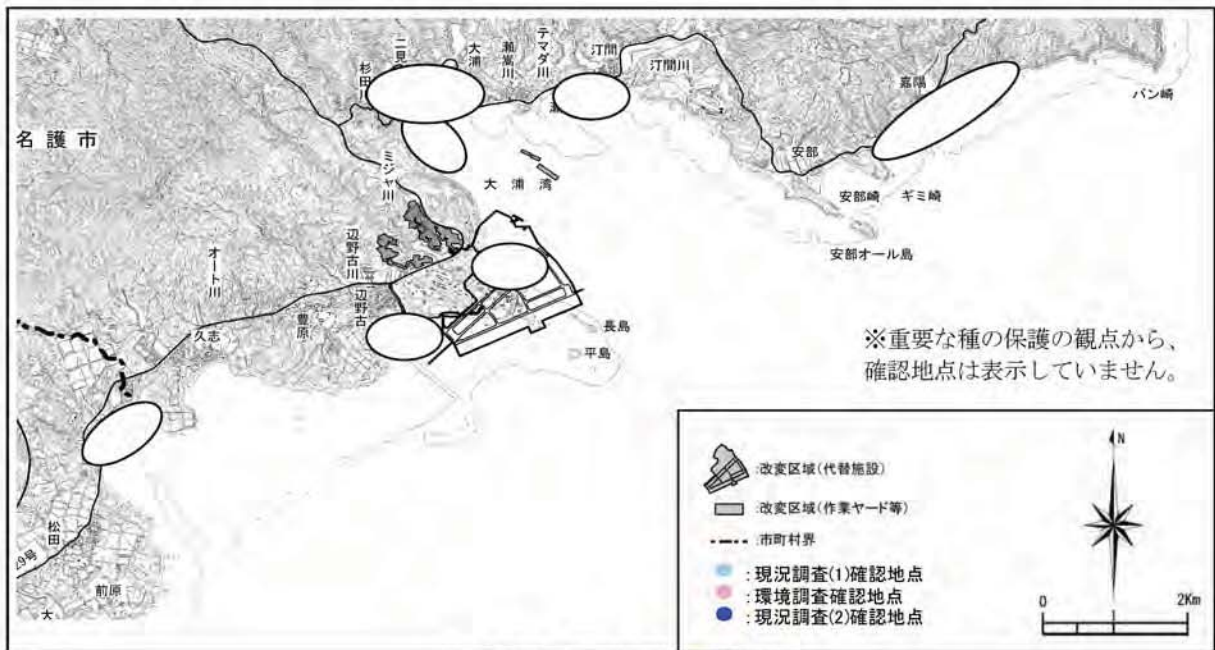 二見
杉田川
大浦
瀬嵩川
テマダ川
汀間
汀間川
嘉陽
バン崎
名護市
ミジャ川
大浦湾
安部
安部崎
ギミ崎
安部オール島
オート川
辺野古川
辺野古
豊原
久志
長島
平島
※重要な種の保護の観点から、
確認地点は表示していません。
松田
29号
前原
大
:改変区域(代替施設)
:改変区域(作業ヤード等)
:市町村界
:現況調査(1)確認地点
:環境調査確認地点
:現況調査(2)確認地点
N
0 2Km